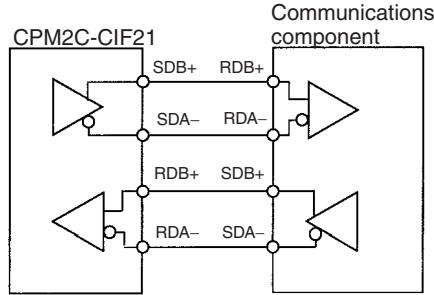 Communications
component
CPM2C-CIF21
SDB+ RDB+
SDA− RDA−
RDB+ SDB+
RDA− SDA−